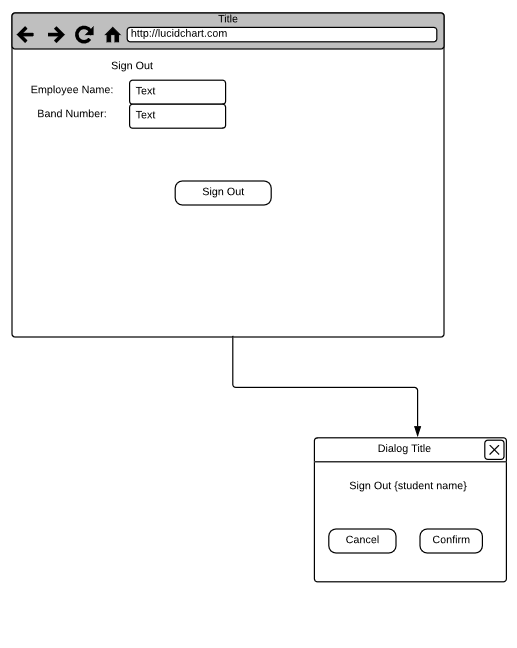 Title
http://lucidchart.com
Sign Out
Employee Name: Text
Band Number: Text
Sign Out
Dialog Title
Sign Out {student name}
Cancel Confirm